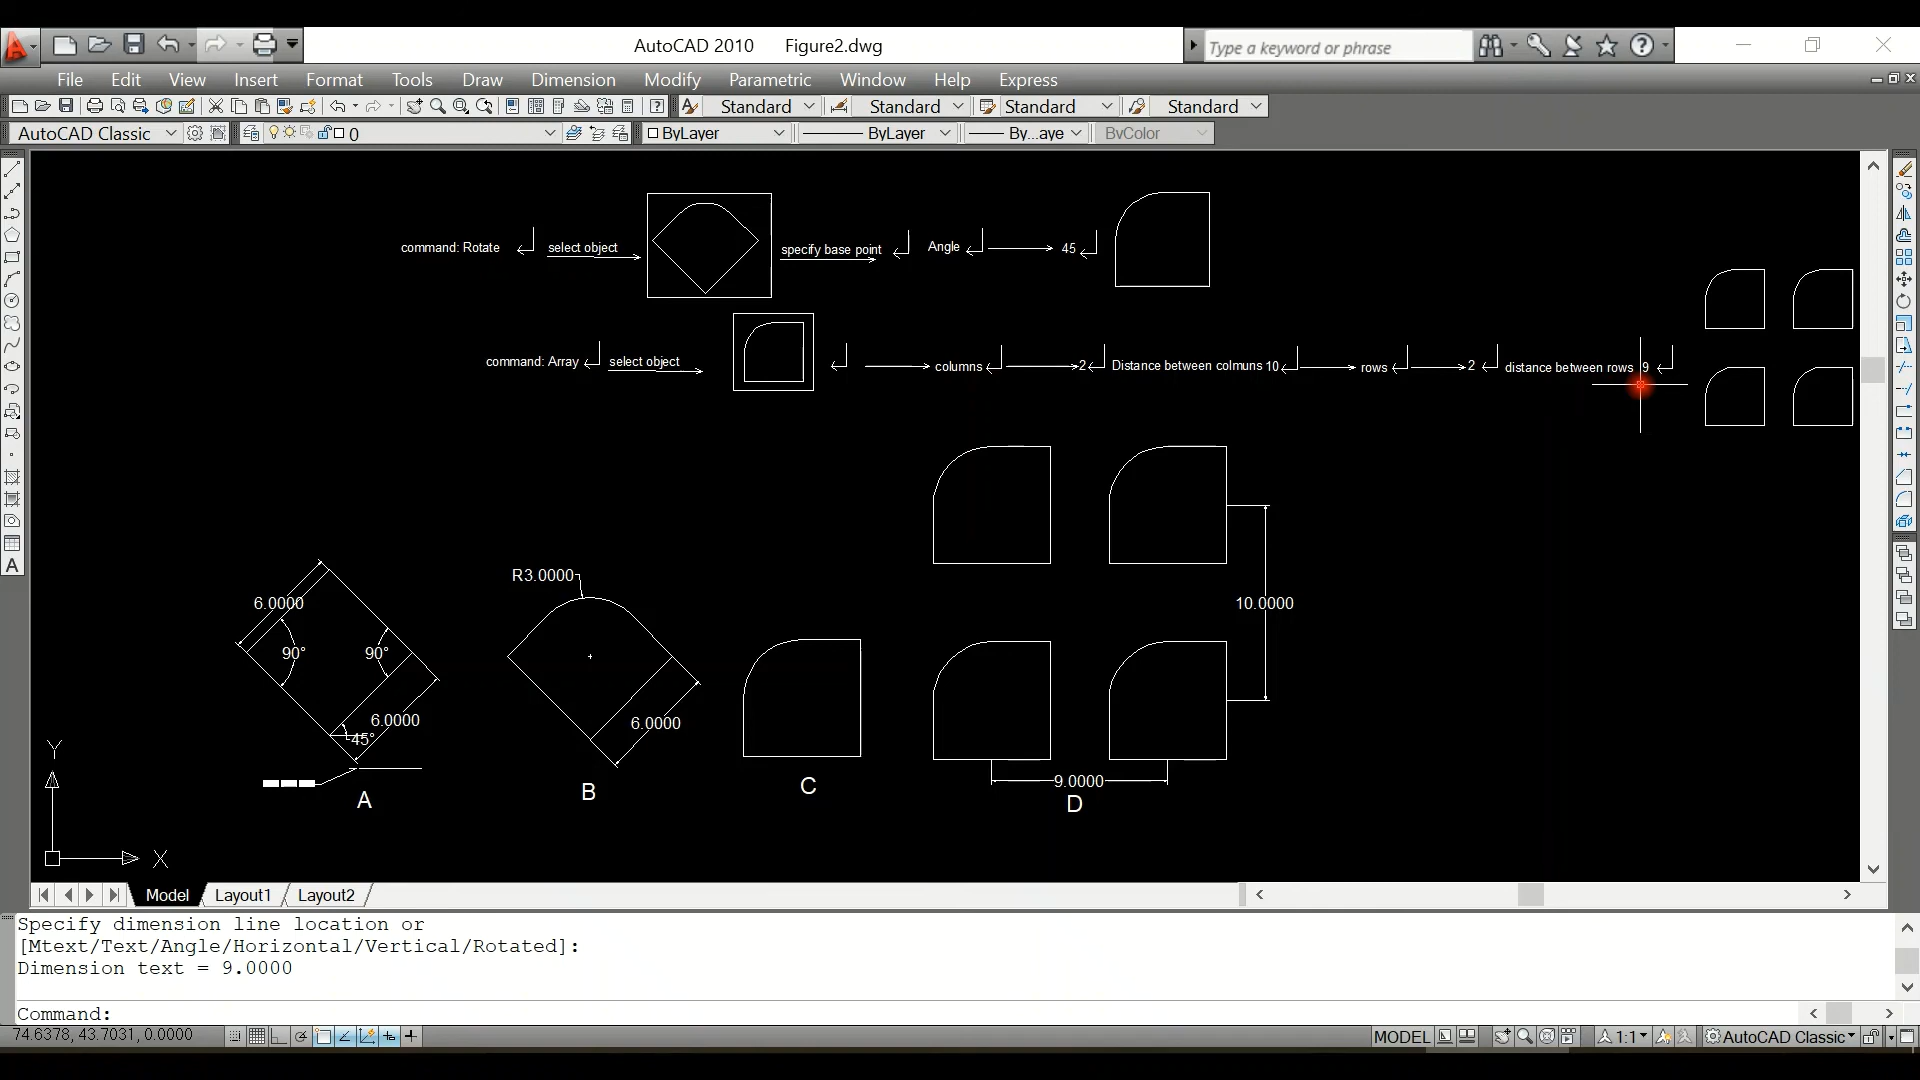 AutoCAD 2010 Figure2.dwg
Type a keyword or phrase
File Edit View Insert Format Tools Draw Dimension Modify Parametric Window Help Express
Standard Standard Standard Standard
AutoCAD Classic 0 ByLayer ByLayer By...aye ByColor
command: Rotate select object specify base point Angle 45
command: Array select object columns 2 Distance between colmuns 10 rows 2 distance between rows 9
6.0000
90° 90°
6.0000
45°
A
R3.0000
6.0000
B
C
10.0000
9.0000
D
Y
X
A
Model Layout1 Layout2
Specify dimension line location or
[Mtext/Text/Angle/Horizontal/Vertical/Rotated]:
Dimension text = 9.0000
Command:
74.6378, 43.7031, 0.0000 MODEL 1:1 AutoCAD Classic